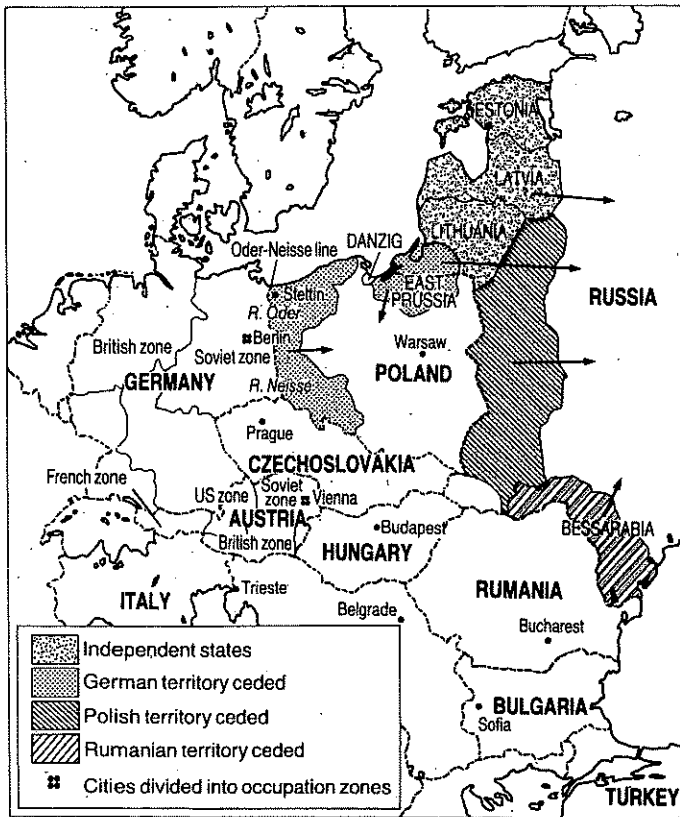 ESTONIA
LATVIA
LITHUANIA
Oder-Neisse line
DANZIG
EAST
PRUSSIA
Stettin
R. Oder
RUSSIA
Berlin
British zone
Soviet zone
Warsaw
GERMANY
POLAND
R. Neisse
Prague
CZECHOSLOVAKIA
French zone
US zone
Soviet
zone
Vienna
AUSTRIA
British zone
Budapest
HUNGARY
BESSARABIA
ITALY
Trieste
RUMANIA
Belgrade
Bucharest
BULGARIA
Sofia
TURKEY
Independent states
German territory ceded
Polish territory ceded
Rumanian territory ceded
Cities divided into occupation zones